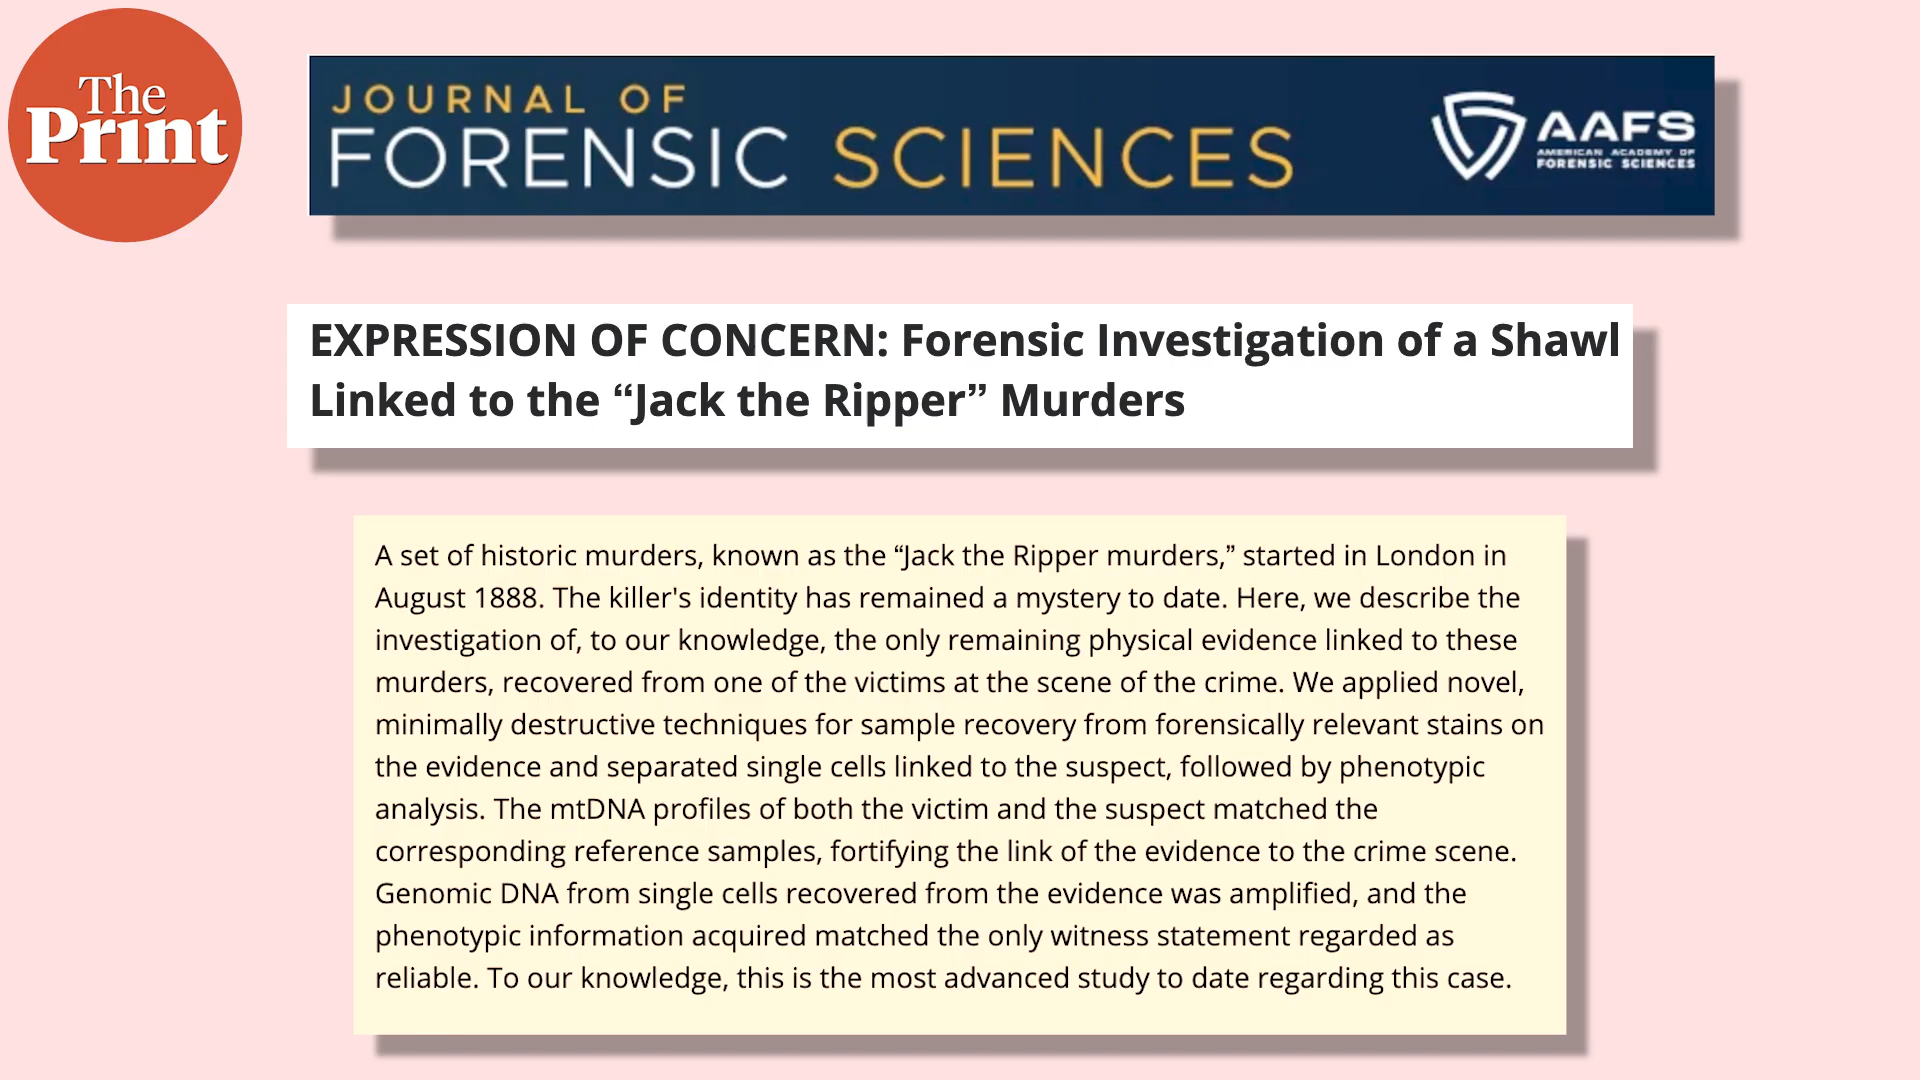 The
Print
JOURNAL OF
FORENSIC SCIENCES
AAFS
AMERICAN ACADEMY OF
FORENSIC SCIENCES
EXPRESSION OF CONCERN: Forensic Investigation of a Shawl
Linked to the “Jack the Ripper” Murders
A set of historic murders, known as the “Jack the Ripper murders,” started in London in
August 1888. The killer's identity has remained a mystery to date. Here, we describe the
investigation of, to our knowledge, the only remaining physical evidence linked to these
murders, recovered from one of the victims at the scene of the crime. We applied novel,
minimally destructive techniques for sample recovery from forensically relevant stains on
the evidence and separated single cells linked to the suspect, followed by phenotypic
analysis. The mtDNA profiles of both the victim and the suspect matched the
corresponding reference samples, fortifying the link of the evidence to the crime scene.
Genomic DNA from single cells recovered from the evidence was amplified, and the
phenotypic information acquired matched the only witness statement regarded as
reliable. To our knowledge, this is the most advanced study to date regarding this case.